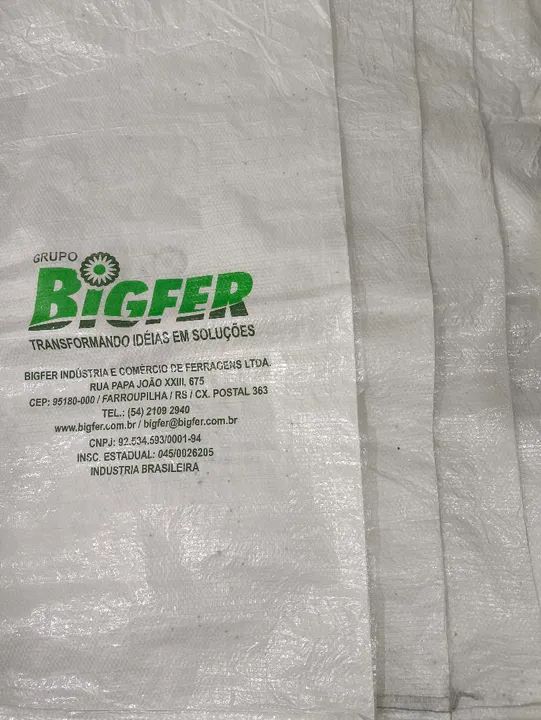 GRUPO
BIGFER
TRANSFORMANDO IDÉIAS EM SOLUÇÕES
BIGFER INDÚSTRIA E COMÉRCIO DE FERRAGENS LTDA.
RUA PAPA JOÃO XXIII, 675
CEP: 95180-000 / FARROUPILHA / RS / CX. POSTAL 363
TEL.: (54) 2109 2940
www.bigfer.com.br / bigfer@bigfer.com.br
CNPJ: 92.534.593/0001-94
INSC. ESTADUAL: 045/0026205
INDUSTRIA BRASILEIRA